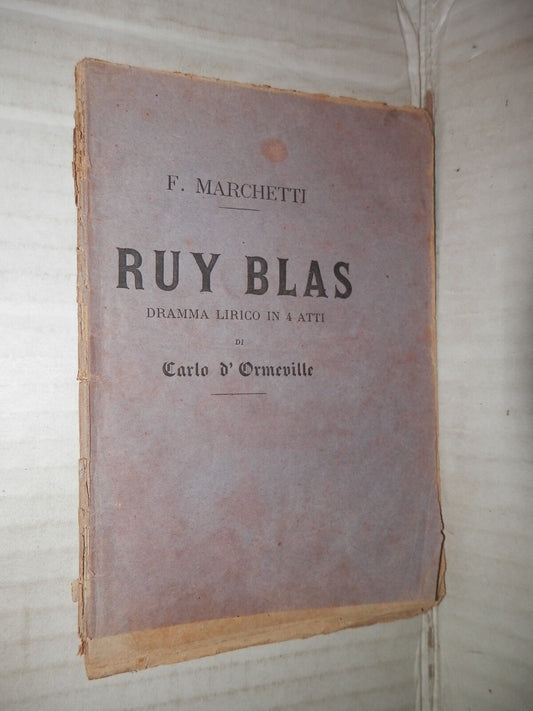 F. MARCHETTI
RUY BLAS
DRAMMA LIRICO IN 4 ATTI
DI
Carlo d' Ormeville